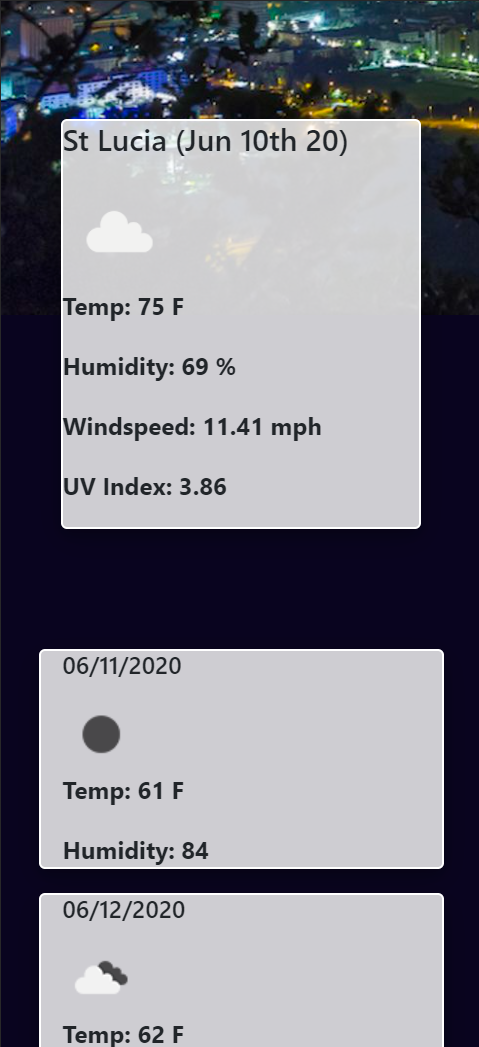 St Lucia (Jun 10th 20)
Temp: 75 F
Humidity: 69 %
Windspeed: 11.41 mph
UV Index: 3.86
06/11/2020
Temp: 61 F
Humidity: 84
06/12/2020
Temp: 62 F